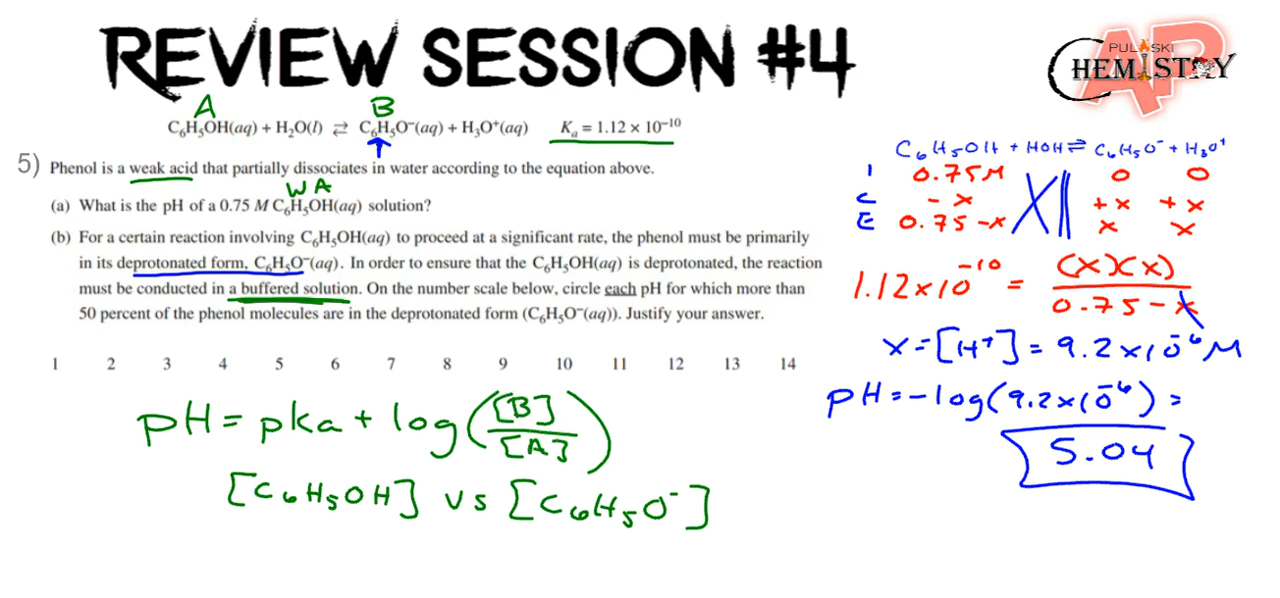 REVIEW SESSION #4
PULASKI
CHEMISTRY
AP
A B
C₆H₅OH(aq) + H₂O(l) ⇄ C₆H₅O⁻(aq) + H₃O⁺(aq) Kₐ = 1.12 × 10⁻¹⁰
5) Phenol is a weak acid that partially dissociates in water according to the equation above.
WA
(a) What is the pH of a 0.75 M C₆H₅OH(aq) solution?
(b) For a certain reaction involving C₆H₅OH(aq) to proceed at a significant rate, the phenol must be primarily
in its deprotonated form, C₆H₅O⁻(aq). In order to ensure that the C₆H₅OH(aq) is deprotonated, the reaction
must be conducted in a buffered solution. On the number scale below, circle each pH for which more than
50 percent of the phenol molecules are in the deprotonated form (C₆H₅O⁻(aq)). Justify your answer.
1 2 3 4 5 6 7 8 9 10 11 12 13 14
pH = pka + log([B]/[A])
[C₆H₅OH] vs [C₆H₅O⁻]
C₆H₅OH + HOH ⇌ C₆H₅O⁻ + H₃O⁺
I 0.75M 0 0
C - x + x + x
E 0.75 - x x x
1.12 x 10⁻¹⁰ = (x)(x)/0.75 - x
x = [H⁺] = 9.2 x 10⁻⁶ M
pH = -log(9.2 x 10⁻⁶) =
5.04